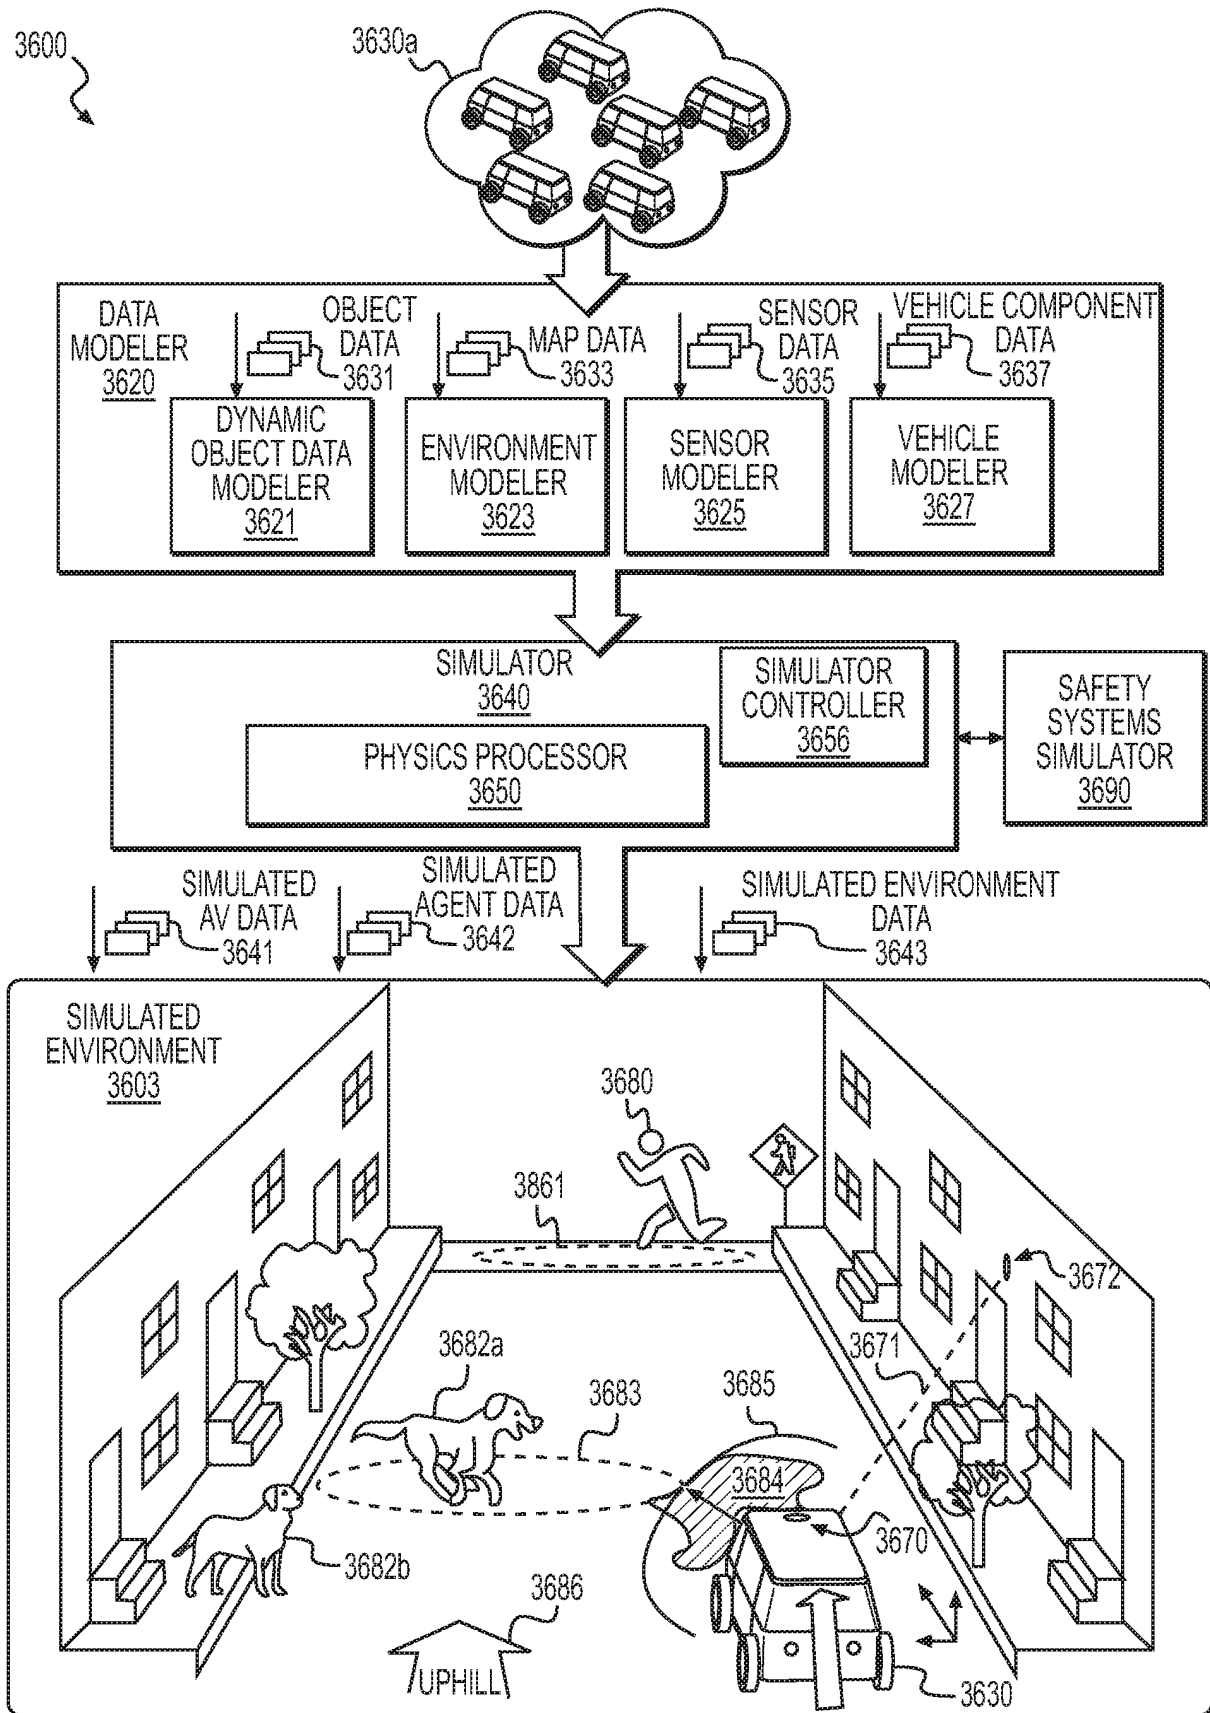 3600
3630a
DATA
MODELER
3620
OBJECT
DATA
3631
MAP DATA
3633
SENSOR
DATA
3635
VEHICLE COMPONENT
DATA
3637
DYNAMIC
OBJECT DATA
MODELER
3621
ENVIRONMENT
MODELER
3623
SENSOR
MODELER
3625
VEHICLE
MODELER
3627
SIMULATOR
3640
PHYSICS PROCESSOR
3650
SIMULATOR
CONTROLLER
3656
SAFETY
SYSTEMS
SIMULATOR
3690
SIMULATED
AV DATA
3641
SIMULATED
AGENT DATA
3642
SIMULATED ENVIRONMENT
DATA
3643
SIMULATED
ENVIRONMENT
3603
3680
3861
3672
3671
3682a
3683
3685
3684
3670
3682b
3686
UPHILL
3630